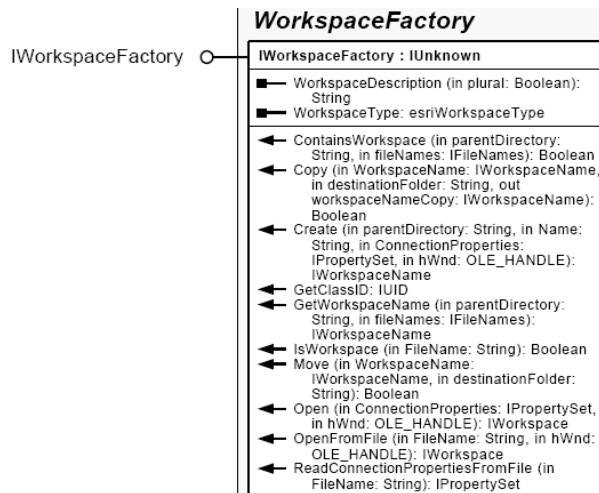 WorkspaceFactory
IWorkspaceFactory
IWorkspaceFactory : IUnknown
WorkspaceDescription (in plural: Boolean):
String
WorkspaceType: esriWorkspaceType
ContainsWorkspace (in parentDirectory:
String, in fileNames: IFileNames): Boolean
Copy (in WorkspaceName: IWorkspaceName,
in destinationFolder: String, out
workspaceNameCopy: IWorkspaceName):
Boolean
Create (in parentDirectory: String, in Name:
String, in ConnectionProperties:
IPropertySet, in hWnd: OLE_HANDLE):
IWorkspaceName
GetClassID: IUID
GetWorkspaceName (in parentDirectory:
String, in fileNames: IFileNames):
IWorkspaceName
IsWorkspace (in FileName: String): Boolean
Move (in WorkspaceName:
IWorkspaceName, in destinationFolder:
String): Boolean
Open (in ConnectionProperties: IPropertySet,
in hWnd: OLE_HANDLE): IWorkspace
OpenFromFile (in FileName: String, in hWnd:
OLE_HANDLE): IWorkspace
ReadConnectionPropertiesFromFile (in
FileName: String): IPropertySet